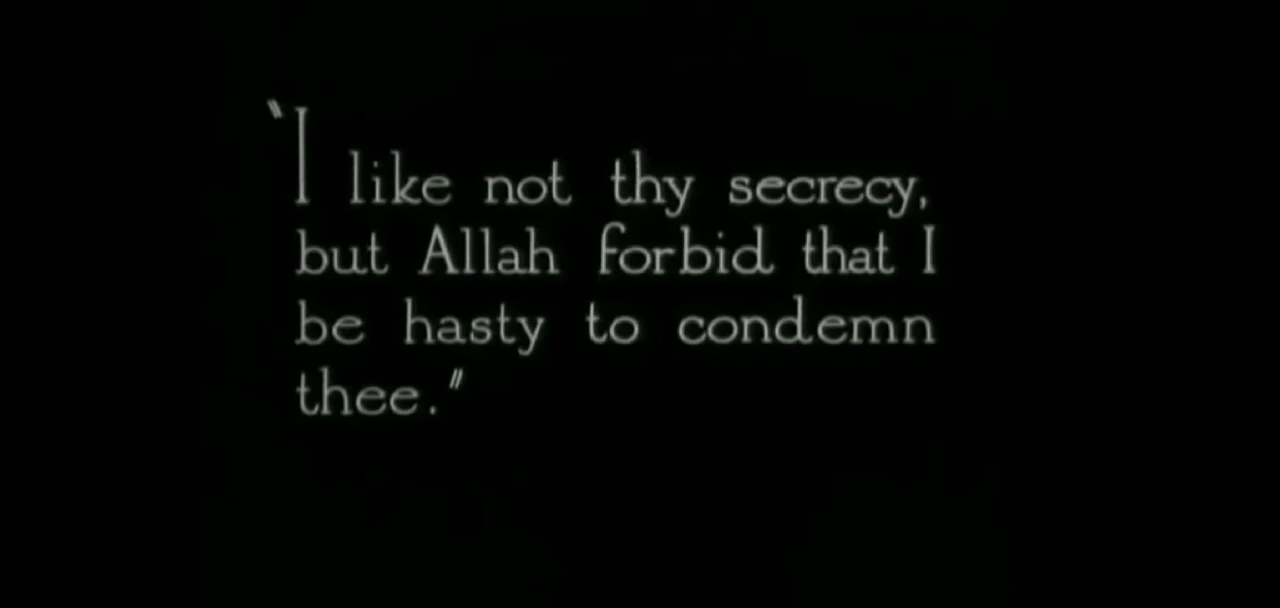 "I like not thy secrecy,
but Allah forbid that I
be hasty to condemn
thee."